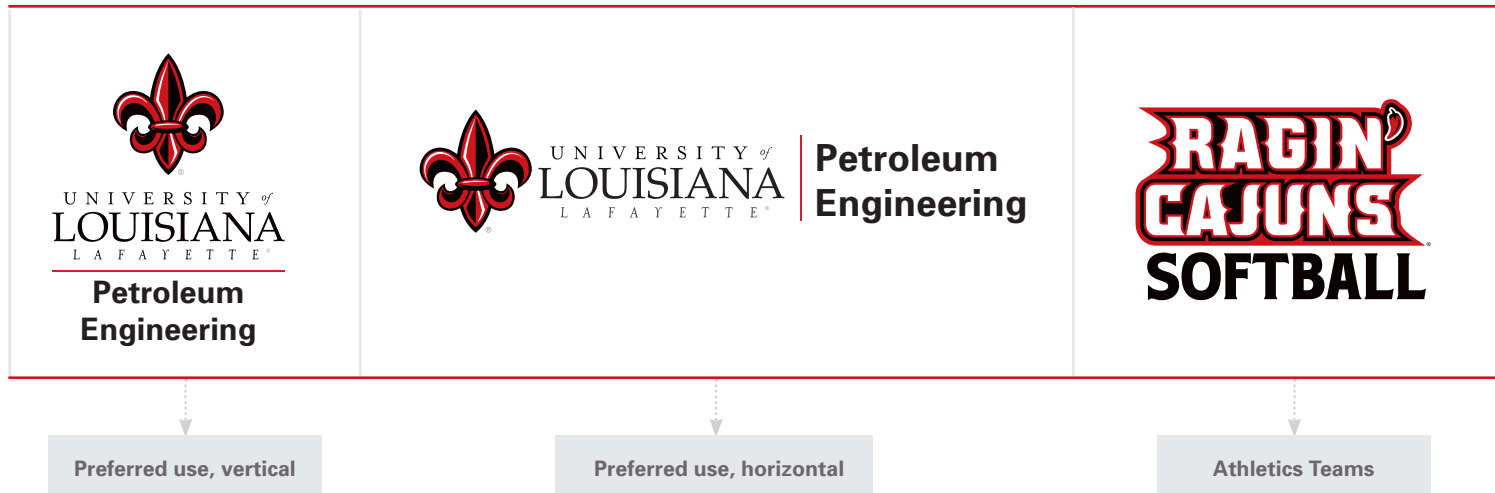 UNIVERSITY of
LOUISIANA
LAFAYETTE®
Petroleum
Engineering
®
UNIVERSITY of
LOUISIANA
LAFAYETTE®
®
Petroleum
Engineering
RAGIN'
CAJUNS
®
SOFTBALL
Preferred use, vertical
Preferred use, horizontal
Athletics Teams